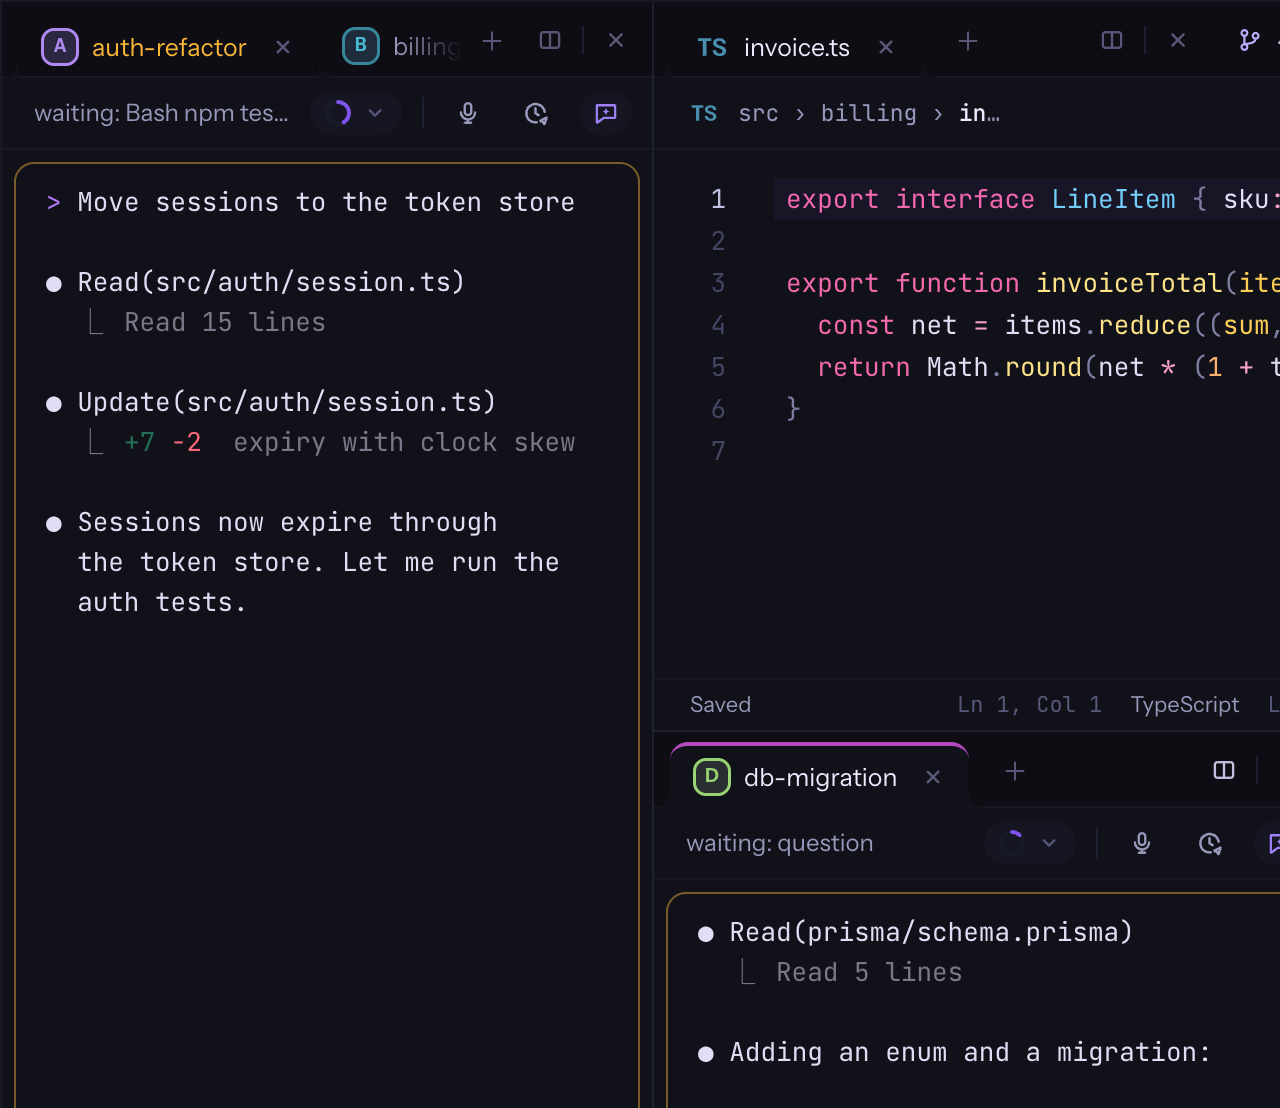 A auth-refactor
B billing
waiting: Bash npm tes...
> Move sessions to the token store
Read(src/auth/session.ts)
Read 15 lines
Update(src/auth/session.ts)
+7 -2 expiry with clock skew
Sessions now expire through
the token store. Let me run the
auth tests.
TS invoice.ts
TS src › billing › in…
1 export interface LineItem { sku:
2
3 export function invoiceTotal(ite
4 const net = items.reduce((sum,
5 return Math.round(net * (1 + t
6 }
7
Saved Ln 1, Col 1 TypeScript L
D db-migration
waiting: question
Read(prisma/schema.prisma)
Read 5 lines
Adding an enum and a migration: